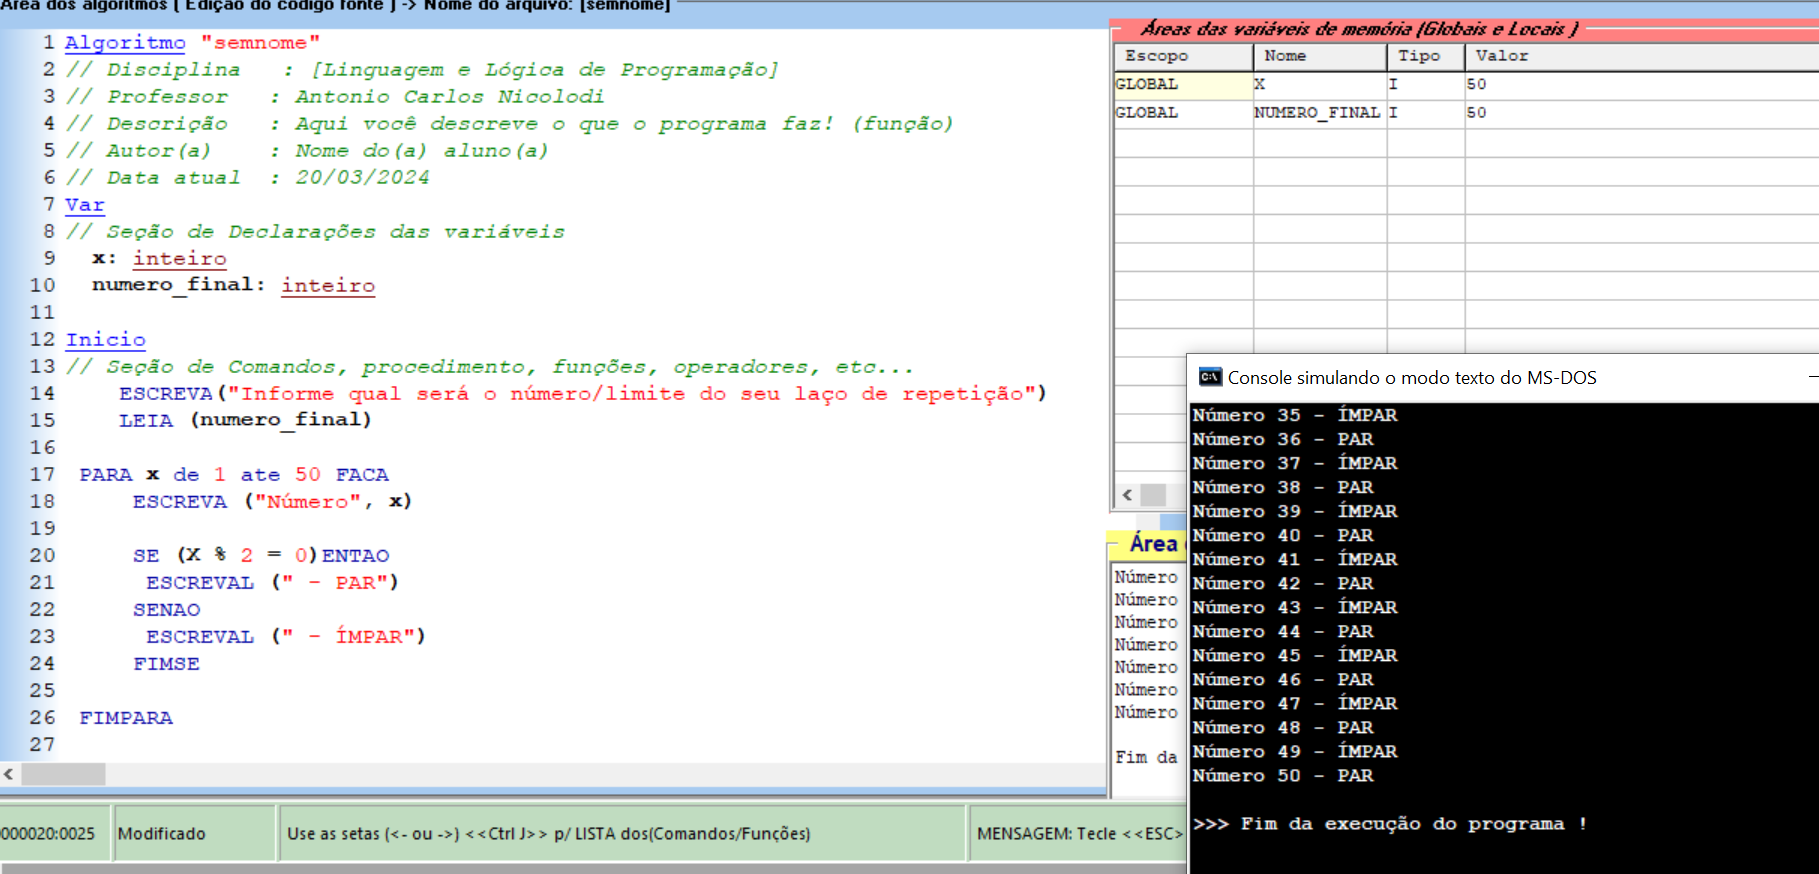 Área dos algoritmos ( Edição do código fonte ) -> Nome do arquivo: [semnome]
1 Algoritmo "semnome"
2 // Disciplina : [Linguagem e Lógica de Programação]
3 // Professor : Antonio Carlos Nicolodi
4 // Descrição : Aqui você descreve o que o programa faz! (função)
5 // Autor(a) : Nome do(a) aluno(a)
6 // Data atual : 20/03/2024
7 Var
8 // Seção de Declarações das variáveis
9 x: inteiro
10 numero_final: inteiro
11
12 Inicio
13 // Seção de Comandos, procedimento, funções, operadores, etc...
14 ESCREVA("Informe qual será o número/limite do seu laço de repetição")
15 LEIA (numero_final)
16
17 PARA x de 1 ate 50 FACA
18 ESCREVA ("Número", x)
19
20 SE (X % 2 = 0)ENTAO
21 ESCREVAL (" - PAR")
22 SENAO
23 ESCREVAL (" - ÍMPAR")
24 FIMSE
25
26 FIMPARA
27
Áreas das variáveis de memória (Globais e Locais )
Escopo Nome Tipo Valor
GLOBAL X I 50
GLOBAL NUMERO_FINAL I 50
Área
Número
Número
Número
Número
Número
Número
Número
Fim da
Console simulando o modo texto do MS-DOS
Número 35 - ÍMPAR
Número 36 - PAR
Número 37 - ÍMPAR
Número 38 - PAR
Número 39 - ÍMPAR
Número 40 - PAR
Número 41 - ÍMPAR
Número 42 - PAR
Número 43 - ÍMPAR
Número 44 - PAR
Número 45 - ÍMPAR
Número 46 - PAR
Número 47 - ÍMPAR
Número 48 - PAR
Número 49 - ÍMPAR
Número 50 - PAR
>>> Fim da execução do programa !
000020:0025 Modificado Use as setas (<- ou ->) <<Ctrl J>> p/ LISTA dos(Comandos/Funções) MENSAGEM: Tecle <<ESC>